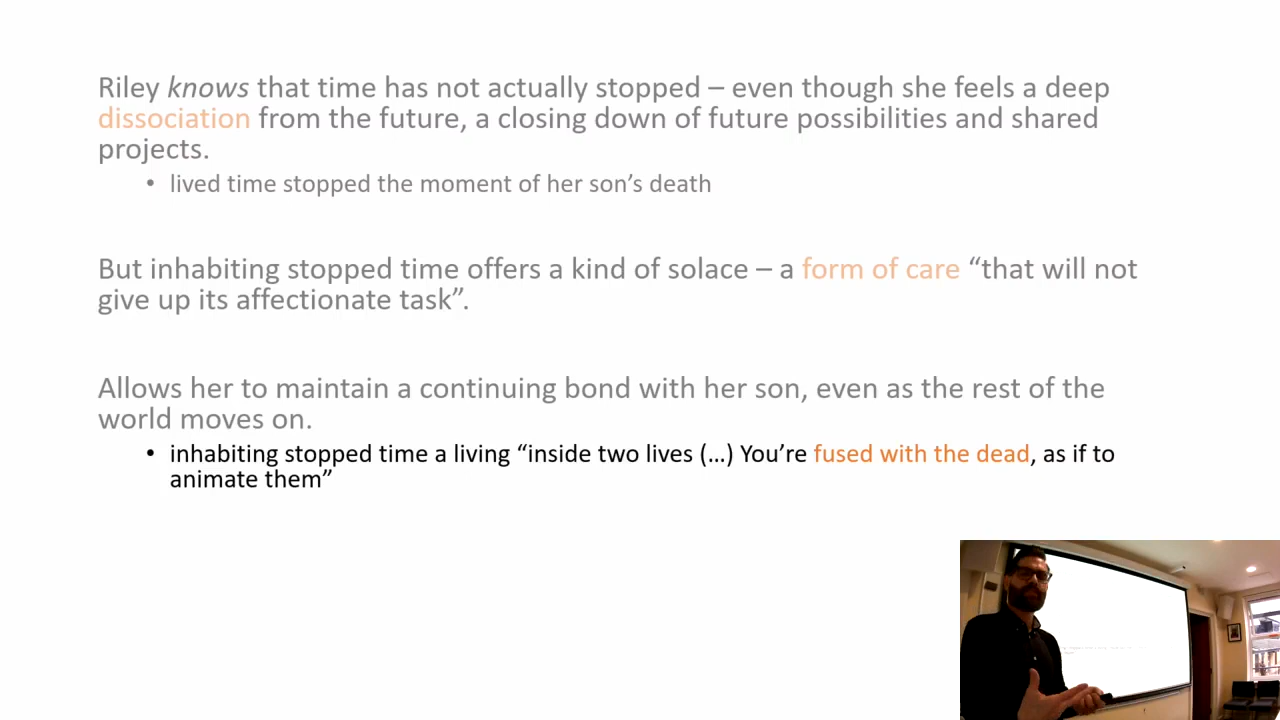 Riley knows that time has not actually stopped – even though she feels a deep
dissociation from the future, a closing down of future possibilities and shared
projects.
• lived time stopped the moment of her son’s death
But inhabiting stopped time offers a kind of solace – a form of care “that will not
give up its affectionate task”.
Allows her to maintain a continuing bond with her son, even as the rest of the
world moves on.
• inhabiting stopped time a living “inside two lives (…) You’re fused with the dead, as if to
animate them”